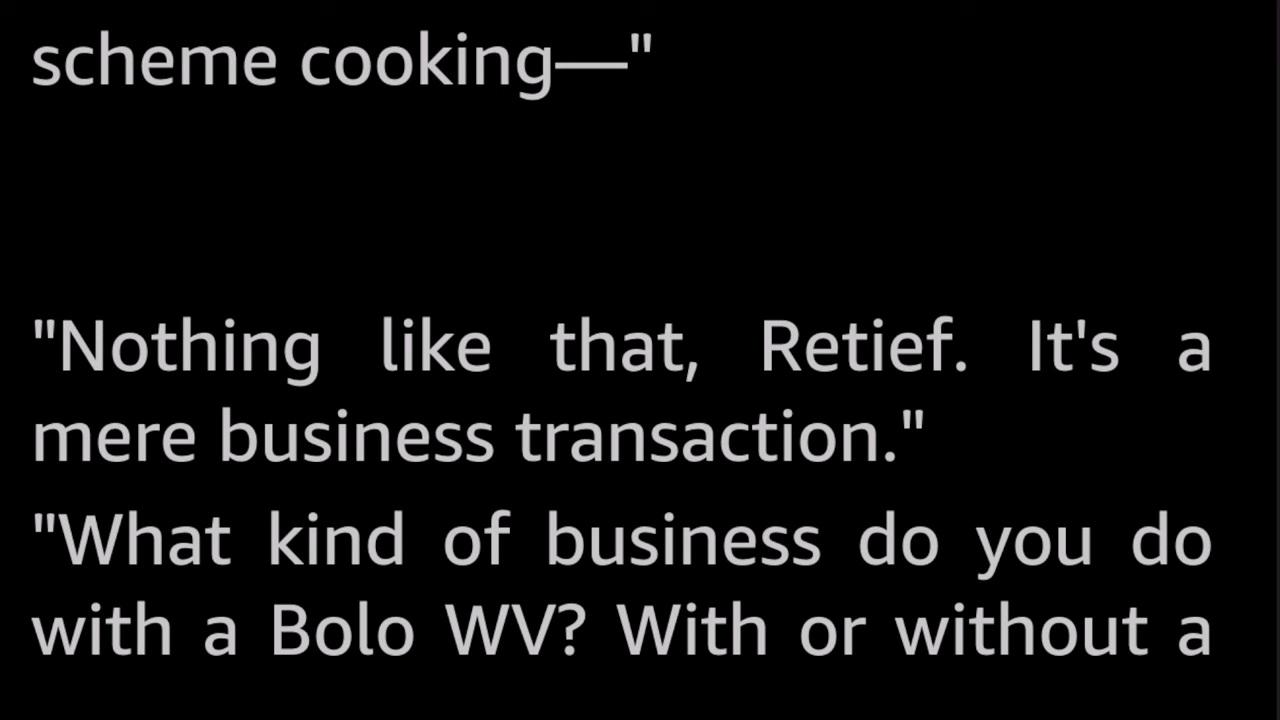 scheme cooking—"
"Nothing like that, Retief. It's a
mere business transaction."
"What kind of business do you do
with a Bolo WV? With or without a